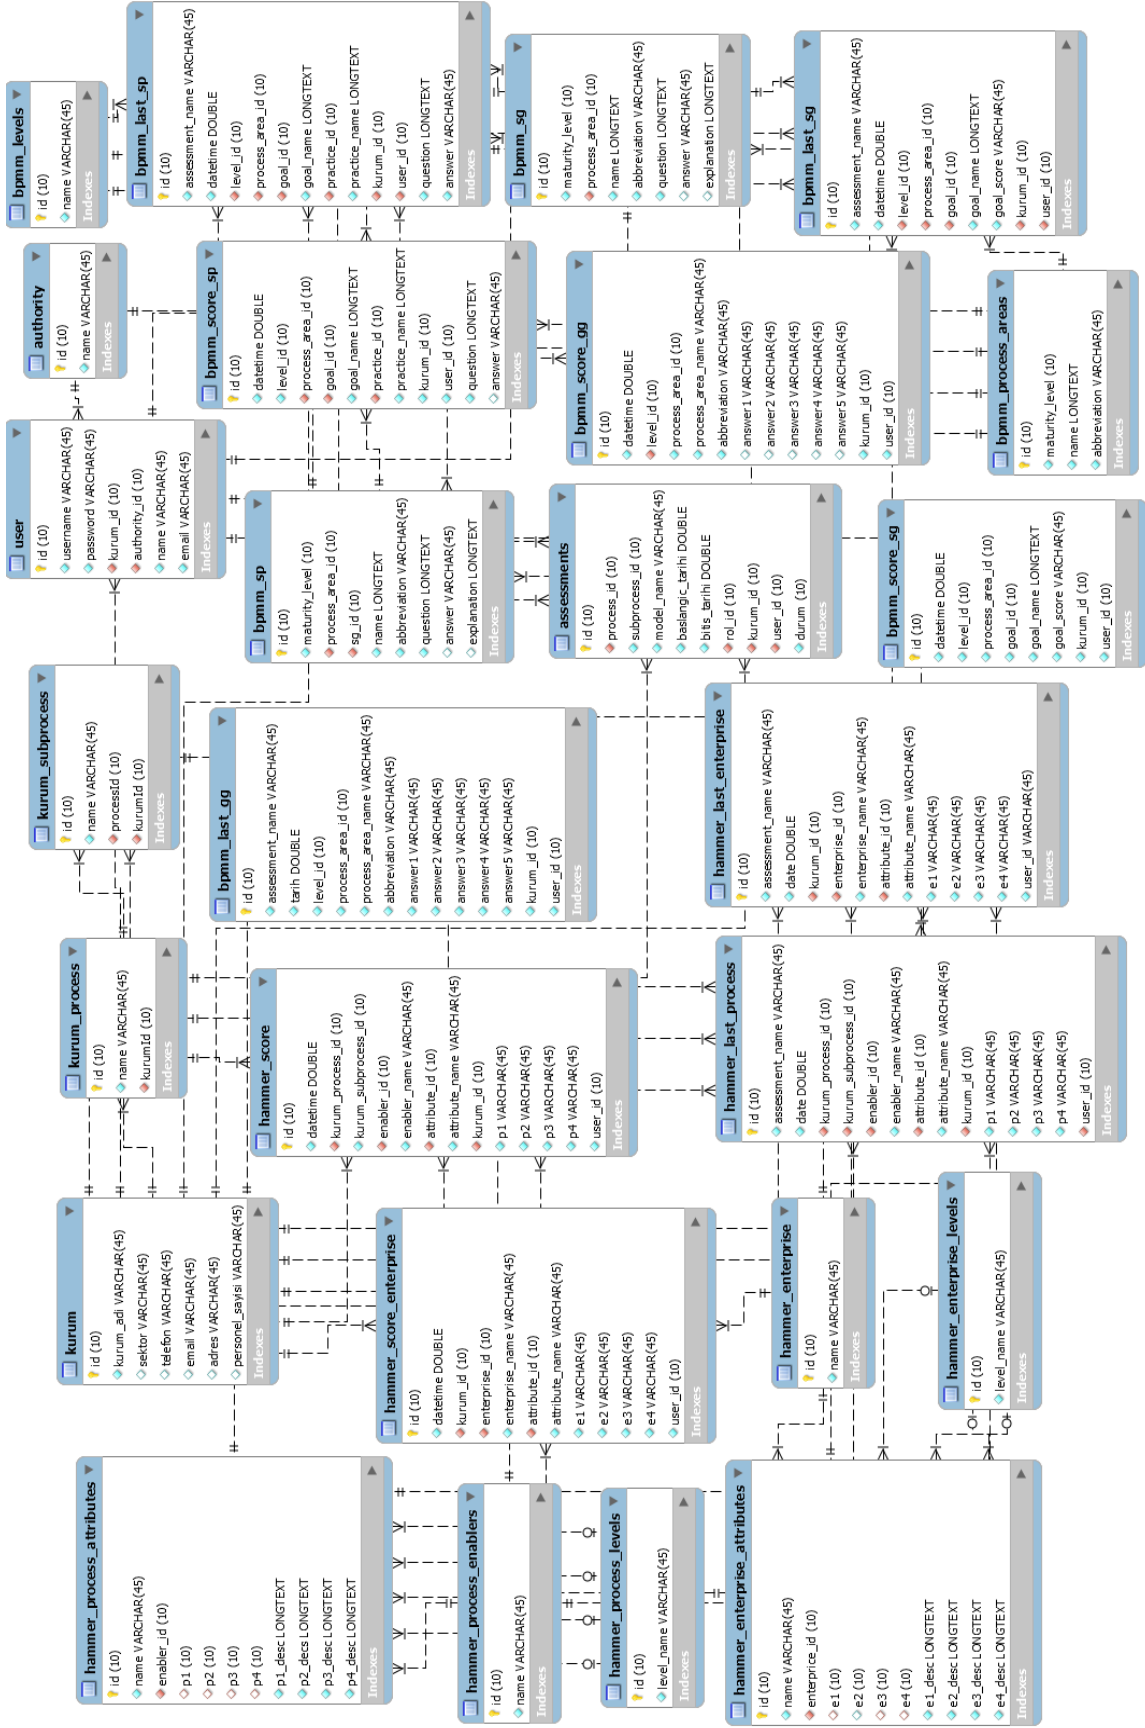 hammer_process_attributes
id (10)
name VARCHAR(45)
enabler_id (10)
p1 (10)
p2 (10)
p3 (10)
p4 (10)
p1_desc LONGTEXT
p2_decs LONGTEXT
p3_desc LONGTEXT
p4_desc LONGTEXT
Indexes
hammer_process_enablers
id (10)
name VARCHAR(45)
Indexes
hammer_process_levels
id (10)
level_name VARCHAR(45)
Indexes
hammer_enterprise_attributes
id (10)
name VARCHAR(45)
enterprice_id (10)
e1 (10)
e2 (10)
e3 (10)
e4 (10)
e1_desc LONGTEXT
e2_desc LONGTEXT
e3_desc LONGTEXT
e4_desc LONGTEXT
Indexes
kurum
id (10)
kurum_adi VARCHAR(45)
sektor VARCHAR(45)
telefon VARCHAR(45)
email VARCHAR(45)
adres VARCHAR(45)
personel_sayisi VARCHAR(45)
Indexes
hammer_score_enterprise
id (10)
datetime DOUBLE
kurum_id (10)
enterprise_id (10)
enterprise_name VARCHAR(45)
attribute_id (10)
attribute_name VARCHAR(45)
e1 VARCHAR(45)
e2 VARCHAR(45)
e3 VARCHAR(45)
e4 VARCHAR(45)
user_id (10)
Indexes
hammer_enterprise
id (10)
name VARCHAR(45)
Indexes
hammer_enterprise_levels
id (10)
level_name VARCHAR(45)
Indexes
kurum_process
id (10)
name VARCHAR(45)
kurumId (10)
Indexes
hammer_score
id (10)
datetime DOUBLE
kurum_process_id (10)
kurum_subprocess_id (10)
enabler_id (10)
enabler_name VARCHAR(45)
attribute_id (10)
attribute_name VARCHAR(45)
kurum_id (10)
p1 VARCHAR(45)
p2 VARCHAR(45)
p3 VARCHAR(45)
p4 VARCHAR(45)
user_id (10)
Indexes
hammer_last_process
id (10)
assessment_name VARCHAR(45)
date DOUBLE
kurum_process_id (10)
kurum_subprocess_id (10)
enabler_id (10)
enabler_name VARCHAR(45)
attribute_id (10)
attribute_name VARCHAR(45)
kurum_id (10)
p1 VARCHAR(45)
p2 VARCHAR(45)
p3 VARCHAR(45)
p4 VARCHAR(45)
user_id (10)
Indexes
kurum_subprocess
id (10)
name VARCHAR(45)
processId (10)
kurumId (10)
Indexes
bpmm_last_gg
id (10)
assessment_name VARCHAR(45)
tarih DOUBLE
level_id (10)
process_area_id (10)
process_area_name VARCHAR(45)
abbreviation VARCHAR(45)
answer1 VARCHAR(45)
answer2 VARCHAR(45)
answer3 VARCHAR(45)
answer4 VARCHAR(45)
answer5 VARCHAR(45)
kurum_id (10)
user_id (10)
Indexes
hammer_last_enterprise
id (10)
assessment_name VARCHAR(45)
date DOUBLE
kurum_id (10)
enterprise_id (10)
enterprise_name VARCHAR(45)
attribute_id (10)
attribute_name VARCHAR(45)
e1 VARCHAR(45)
e2 VARCHAR(45)
e3 VARCHAR(45)
e4 VARCHAR(45)
user_id VARCHAR(45)
Indexes
user
id (10)
username VARCHAR(45)
password VARCHAR(45)
kurum_id (10)
authority_id (10)
name VARCHAR(45)
email VARCHAR(45)
Indexes
bpmm_sp
id (10)
maturity_level (10)
process_area_id (10)
sg_id (10)
name LONGTEXT
abbreviation VARCHAR(45)
question LONGTEXT
answer VARCHAR(45)
explanation LONGTEXT
Indexes
assessments
id (10)
process_id (10)
subprocess_id (10)
model_name VARCHAR(45)
baslangic_tarihi DOUBLE
bitis_tarihi DOUBLE
rol_id (10)
kurum_id (10)
user_id (10)
durum (10)
Indexes
bpmm_score_sg
id (10)
datetime DOUBLE
level_id (10)
process_area_id (10)
goal_id (10)
goal_name LONGTEXT
goal_score VARCHAR(45)
kurum_id (10)
user_id (10)
Indexes
authority
id (10)
name VARCHAR(45)
Indexes
bpmm_score_sp
id (10)
datetime DOUBLE
level_id (10)
process_area_id (10)
goal_id (10)
goal_name LONGTEXT
practice_id (10)
practice_name LONGTEXT
kurum_id (10)
user_id (10)
question LONGTEXT
answer VARCHAR(45)
Indexes
bpmm_score_gg
id (10)
datetime DOUBLE
level_id (10)
process_area_id (10)
process_area_name VARCHAR(45)
abbreviation VARCHAR(45)
answer1 VARCHAR(45)
answer2 VARCHAR(45)
answer3 VARCHAR(45)
answer4 VARCHAR(45)
answer5 VARCHAR(45)
kurum_id (10)
user_id (10)
Indexes
bpmm_process_areas
id (10)
maturity_level (10)
name LONGTEXT
abbreviation VARCHAR(45)
Indexes
bpmm_levels
id (10)
name VARCHAR(45)
Indexes
bpmm_last_sp
id (10)
assessment_name VARCHAR(45)
datetime DOUBLE
level_id (10)
process_area_id (10)
goal_id (10)
goal_name LONGTEXT
practice_id (10)
practice_name LONGTEXT
kurum_id (10)
user_id (10)
question LONGTEXT
answer VARCHAR(45)
Indexes
bpmm_sg
id (10)
maturity_level (10)
process_area_id (10)
name LONGTEXT
abbreviation VARCHAR(45)
question LONGTEXT
answer VARCHAR(45)
explanation LONGTEXT
Indexes
bpmm_last_sg
id (10)
assessment_name VARCHAR(45)
datetime DOUBLE
level_id (10)
process_area_id (10)
goal_id (10)
goal_name LONGTEXT
goal_score VARCHAR(45)
kurum_id (10)
user_id (10)
Indexes